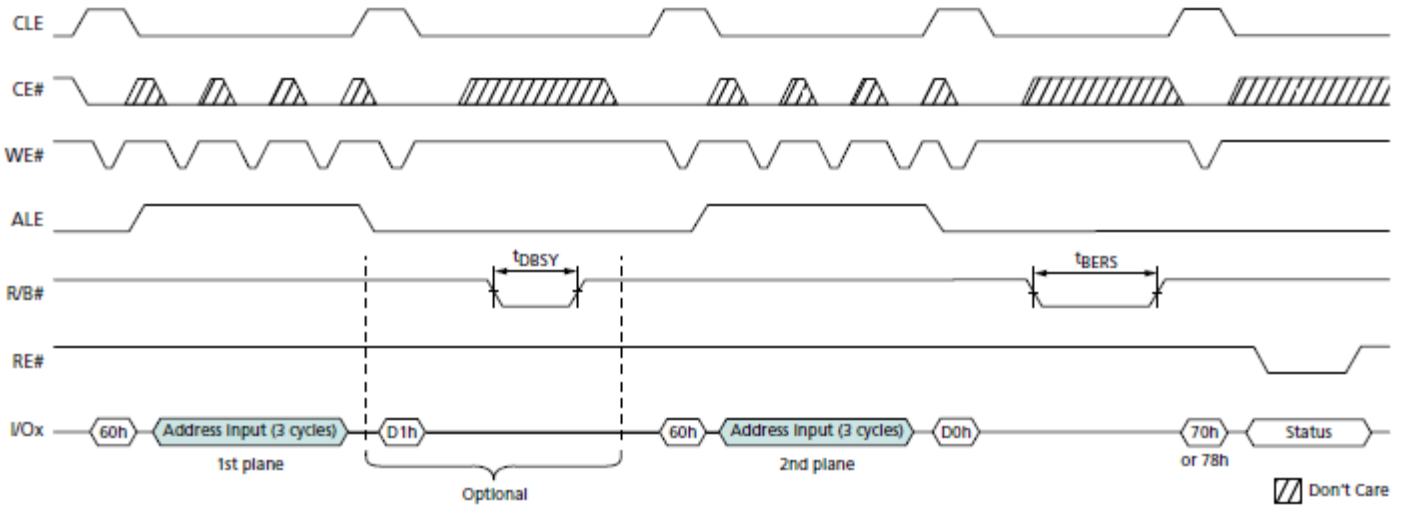 CLE
CE#
WE#
ALE
tDBSY
tBERS
R/B#
RE#
I/Ox
60h
Address Input (3 cycles)
D1h
60h
Address Input (3 cycles)
D0h
70h
Status
1st plane
2nd plane
or 78h
Optional
Don't Care